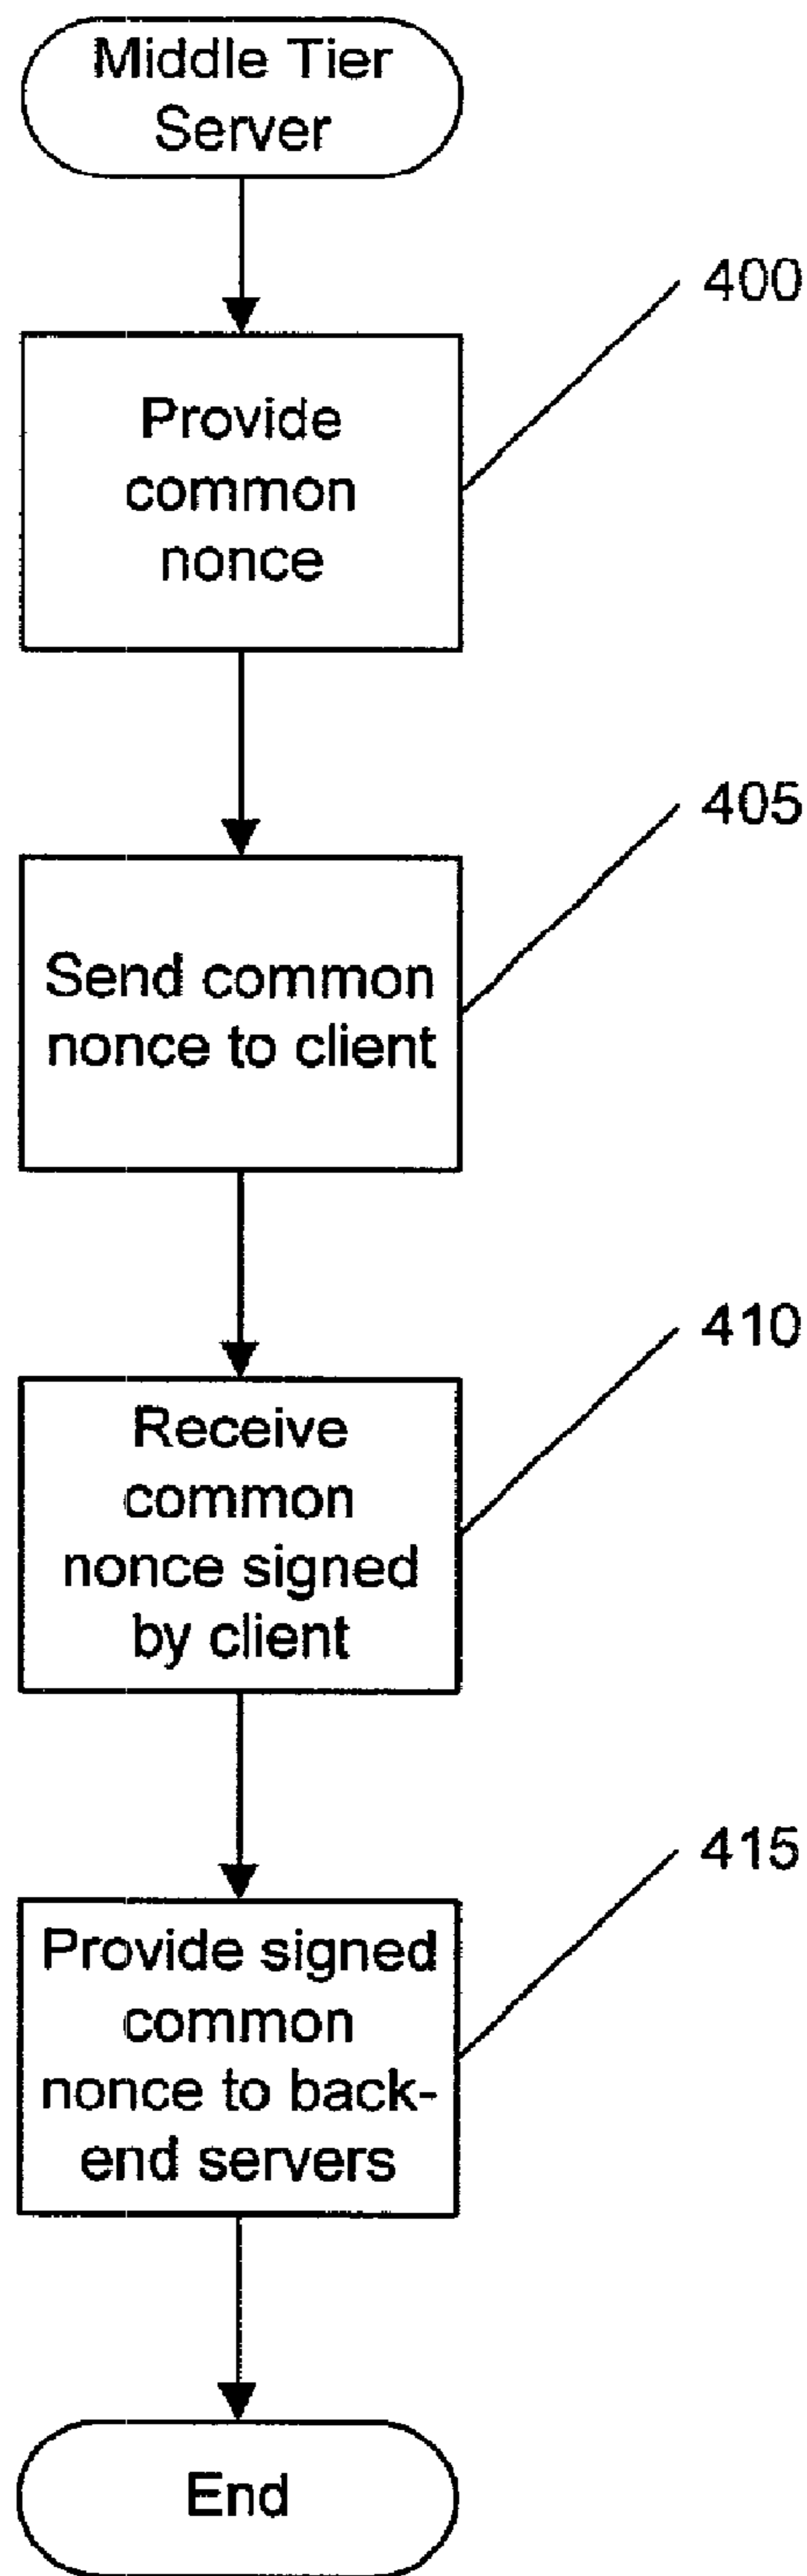 Middle Tier
Server
400
Provide
common
nonce
405
Send common
nonce to client
410
Receive
common
nonce signed
by client
415
Provide signed
common
nonce to back-
end servers
End